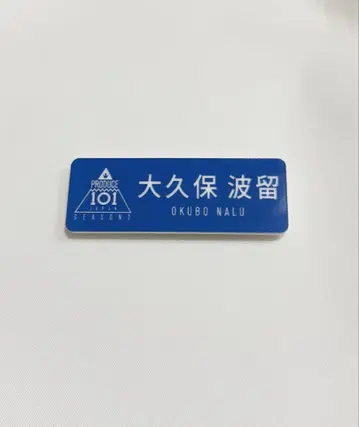 PRODUCE
101
JAPAN
SEASON2
大久保 波留
OKUBO NALU